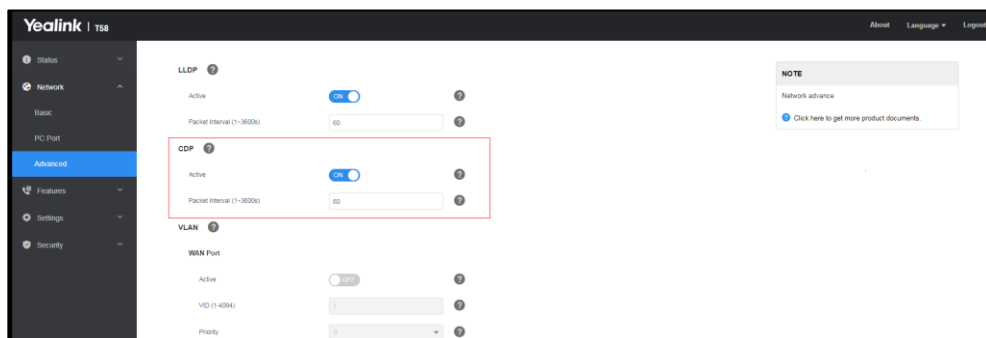 Yealink | T58
About Language Logout
Status
Network
Basic
PC Port
Advanced
Features
Settings
Security
LLDP
Active ON
Packet Interval (1~3600s) 60
CDP
Active ON
Packet Interval (1~3600s) 60
VLAN
WAN Port
Active OFF
VID (1-4094) 1
Priority 0
NOTE
Network advance
Click here to get more product documents.